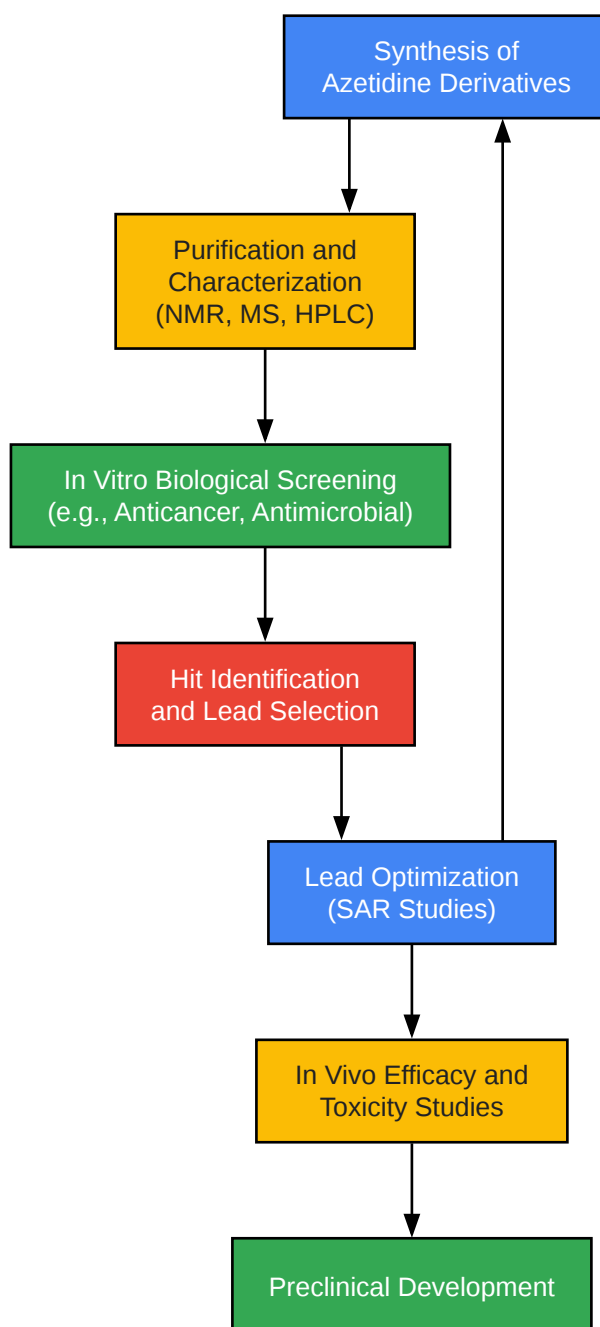 Synthesis of
Azetidine Derivatives
Purification and
Characterization
(NMR, MS, HPLC)
In Vitro Biological Screening
(e.g., Anticancer, Antimicrobial)
Hit Identification
and Lead Selection
Lead Optimization
(SAR Studies)
In Vivo Efficacy and
Toxicity Studies
Preclinical Development